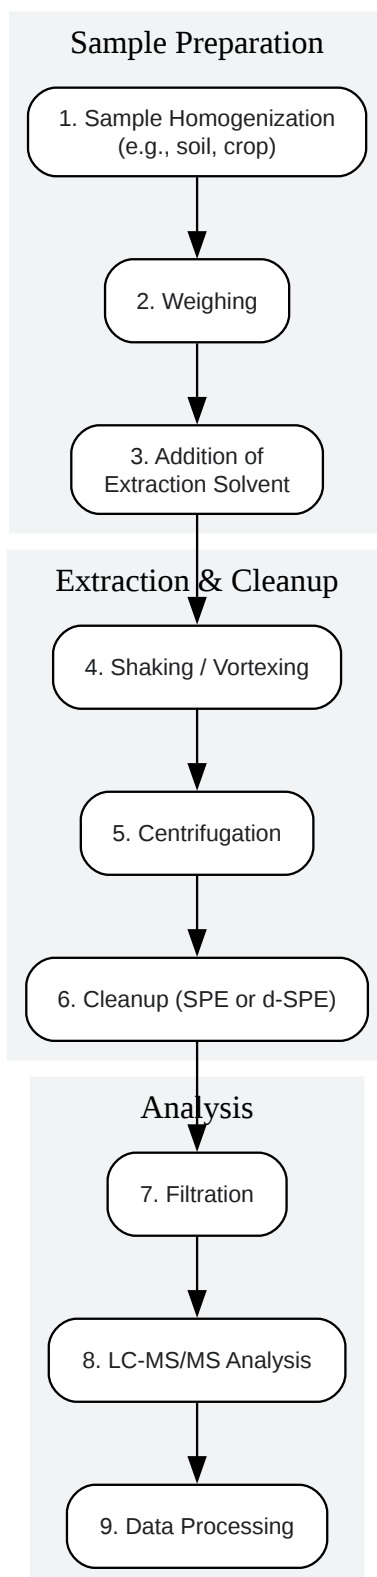 Sample Preparation
1. Sample Homogenization
(e.g., soil, crop)
2. Weighing
3. Addition of
Extraction Solvent
Extraction & Cleanup
4. Shaking / Vortexing
5. Centrifugation
6. Cleanup (SPE or d-SPE)
Analysis
7. Filtration
8. LC-MS/MS Analysis
9. Data Processing